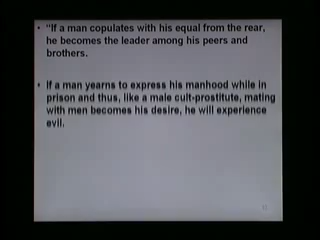 • "If a man copulates with his equal from the rear,
he becomes the leader among his peers and
brothers.
• If a man yearns to express his manhood while in
prison and thus, like a male cult-prostitute, mating
with men becomes his desire, he will experience
evil.